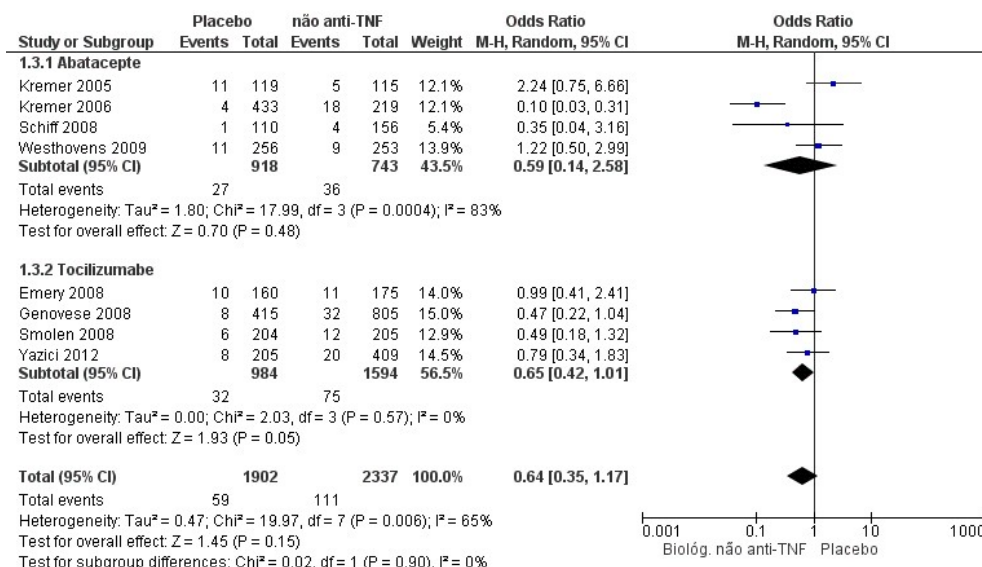 Placebo não anti-TNF Odds Ratio Odds Ratio
Study or Subgroup Events Total Events Total Weight M-H, Random, 95% CI M-H, Random, 95% CI
1.3.1 Abatacepte
Kremer 2005 11 119 5 115 12.1% 2.24 [0.75, 6.66]
Kremer 2006 4 433 18 219 12.1% 0.10 [0.03, 0.31]
Schiff 2008 1 110 4 156 5.4% 0.35 [0.04, 3.16]
Westhovens 2009 11 256 9 253 13.9% 1.22 [0.50, 2.99]
Subtotal (95% CI) 918 743 43.5% 0.59 [0.14, 2.58]
Total events 27 36
Heterogeneity: Tau² = 1.80; Chi² = 17.99, df = 3 (P = 0.0004); I² = 83%
Test for overall effect: Z = 0.70 (P = 0.48)
1.3.2 Tocilizumabe
Emery 2008 10 160 11 175 14.0% 0.99 [0.41, 2.41]
Genovese 2008 8 415 32 805 15.0% 0.47 [0.22, 1.04]
Smolen 2008 6 204 12 205 12.9% 0.49 [0.18, 1.32]
Yazici 2012 8 205 20 409 14.5% 0.79 [0.34, 1.83]
Subtotal (95% CI) 984 1594 56.5% 0.65 [0.42, 1.01]
Total events 32 75
Heterogeneity: Tau² = 0.00; Chi² = 2.03, df = 3 (P = 0.57); I² = 0%
Test for overall effect: Z = 1.93 (P = 0.05)
Total (95% CI) 1902 2337 100.0% 0.64 [0.35, 1.17]
Total events 59 111
Heterogeneity: Tau² = 0.47; Chi² = 19.97, df = 7 (P = 0.006); I² = 65%
Test for overall effect: Z = 1.45 (P = 0.15)
Test for subgroup differences: Chi² = 0.02, df = 1 (P = 0.90), I² = 0%
0.001 0.1 1 10 1000
Biológ. não anti-TNF Placebo